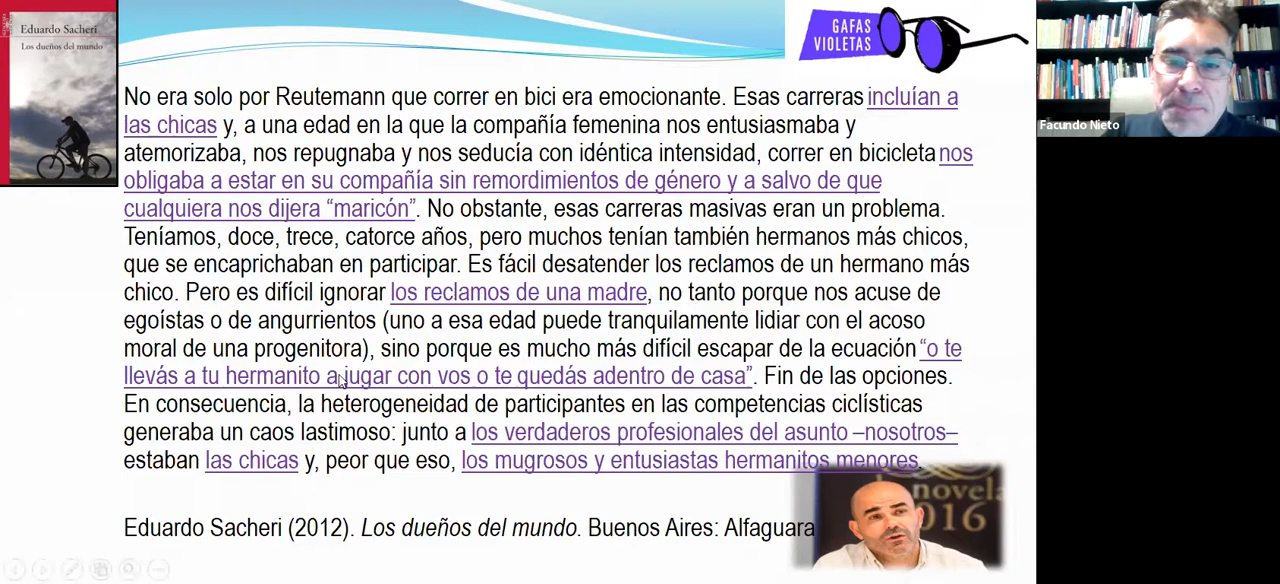 Eduardo Sacheri
Los dueños del mundo
GAFAS
VIOLETAS
Facundo Nieto
No era solo por Reutemann que correr en bici era emocionante. Esas carreras incluían a
las chicas y, a una edad en la que la compañía femenina nos entusiasmaba y
atemorizaba, nos repugnaba y nos seducía con idéntica intensidad, correr en bicicleta nos
obligaba a estar en su compañía sin remordimientos de género y a salvo de que
cualquiera nos dijera “maricón”. No obstante, esas carreras masivas eran un problema.
Teníamos, doce, trece, catorce años, pero muchos tenían también hermanos más chicos,
que se encaprichaban en participar. Es fácil desatender los reclamos de un hermano más
chico. Pero es difícil ignorar los reclamos de una madre, no tanto porque nos acuse de
egoístas o de angurrientos (uno a esa edad puede tranquilamente lidiar con el acoso
moral de una progenitora), sino porque es mucho más difícil escapar de la ecuación “o te
llevás a tu hermanito a jugar con vos o te quedás adentro de casa”. Fin de las opciones.
En consecuencia, la heterogeneidad de participantes en las competencias ciclísticas
generaba un caos lastimoso: junto a los verdaderos profesionales del asunto –nosotros–
estaban las chicas y, peor que eso, los mugrosos y entusiastas hermanitos menores.
novela
016
Eduardo Sacheri (2012). Los dueños del mundo. Buenos Aires: Alfaguara